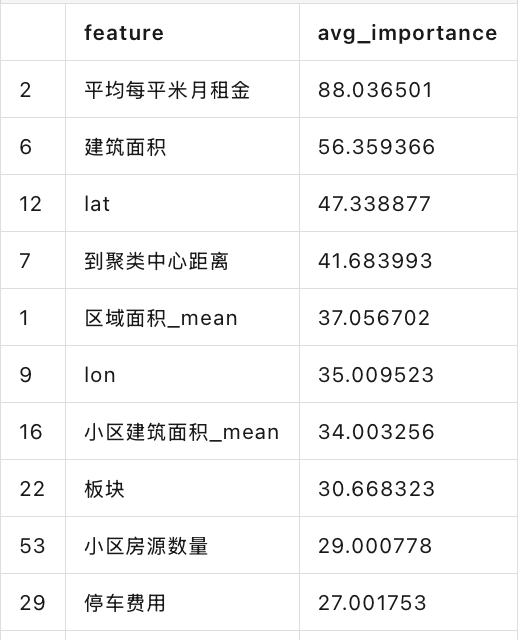 feature avg_importance
2 平均每平米月租金 88.036501
6 建筑面积 56.359366
12 lat 47.338877
7 到聚类中心距离 41.683993
1 区域面积_mean 37.056702
9 lon 35.009523
16 小区建筑面积_mean 34.003256
22 板块 30.668323
53 小区房源数量 29.000778
29 停车费用 27.001753